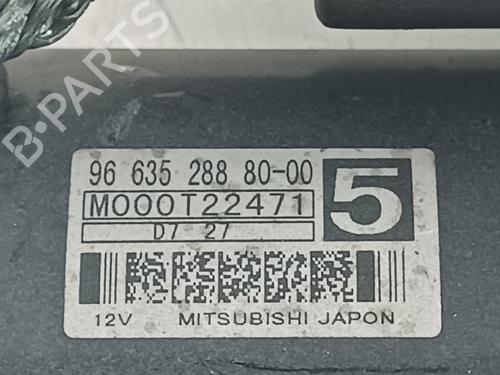 B-PARTS
96 635 288 80-00
M000T22471
5
D7 27
12V MITSUBISHI JAPON